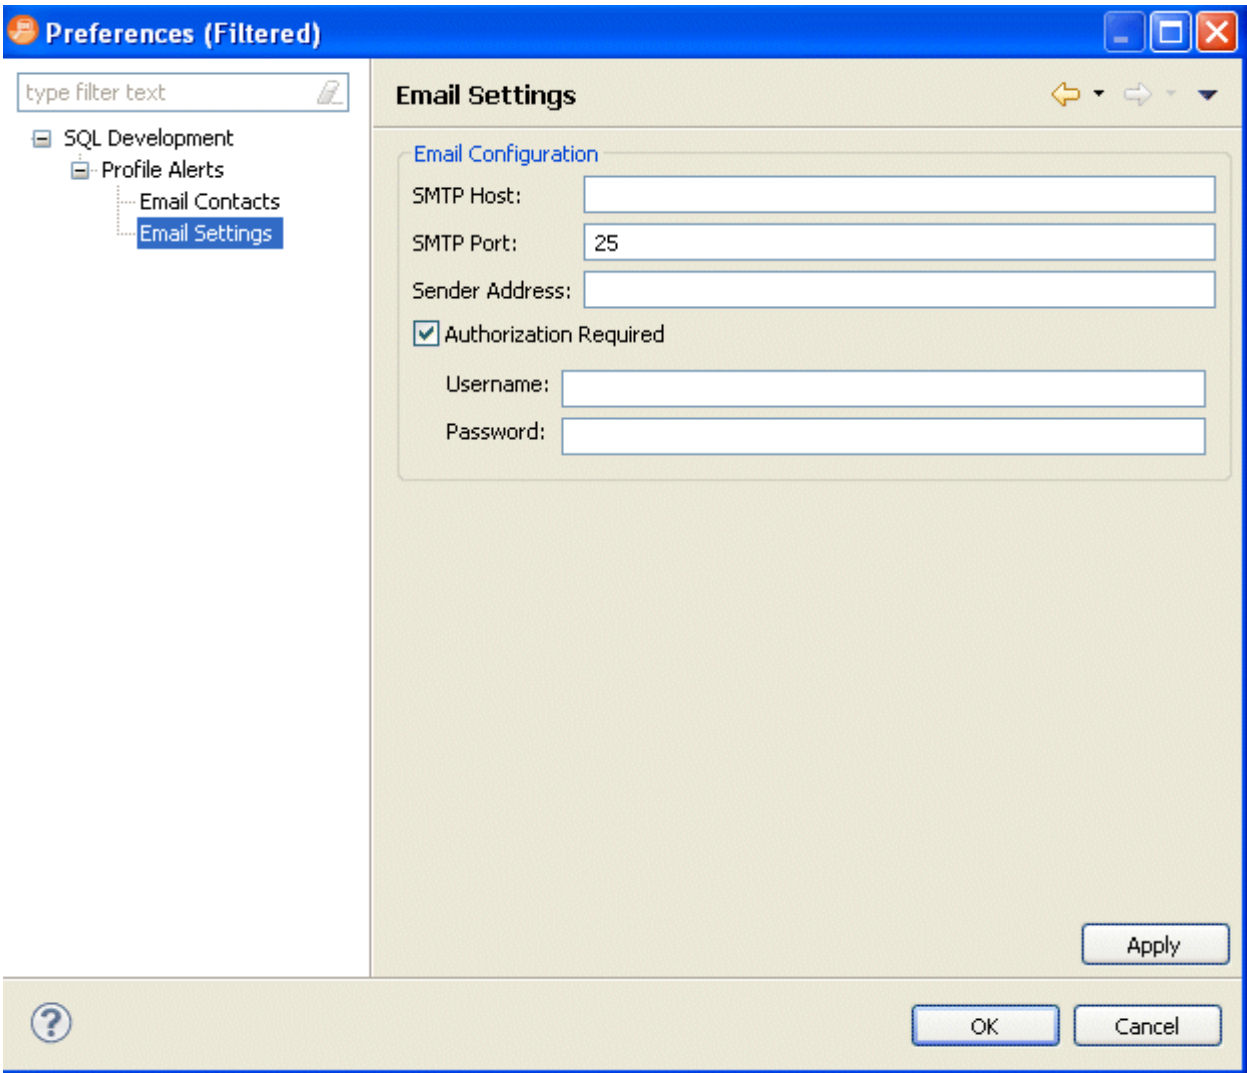 Preferences (Filtered)
type filter text
SQL Development
Profile Alerts
Email Contacts
Email Settings
Email Settings
Email Configuration
SMTP Host:
SMTP Port: 25
Sender Address:
Authorization Required
Username:
Password:
Apply
?
OK Cancel